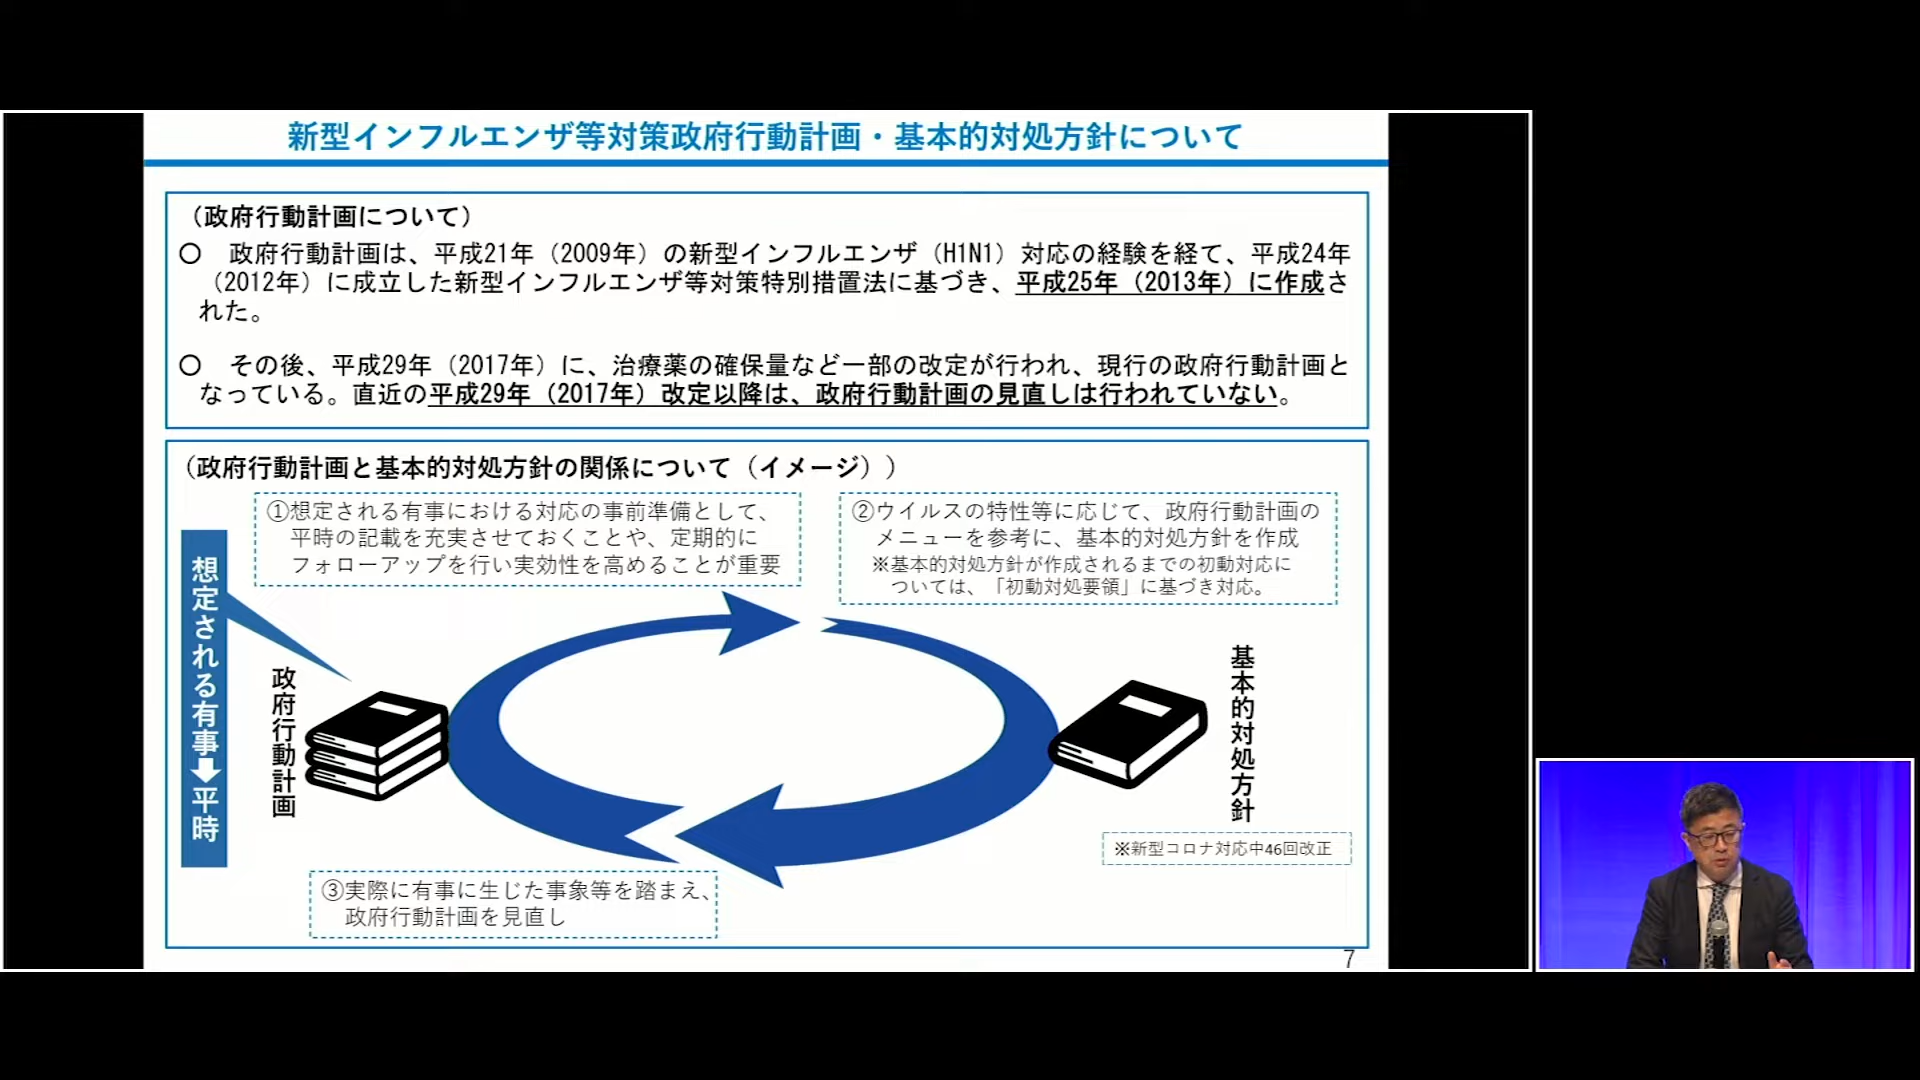 新型インフルエンザ等対策政府行動計画・基本的対処方針について
（政府行動計画について）
○　政府行動計画は、平成21年（2009年）の新型インフルエンザ（H1N1）対応の経験を経て、平成24年
（2012年）に成立した新型インフルエンザ等対策特別措置法に基づき、平成25年（2013年）に作成さ
れた。
○　その後、平成29年（2017年）に、治療薬の確保量など一部の改定が行われ、現行の政府行動計画と
なっている。直近の平成29年（2017年）改定以降は、政府行動計画の見直しは行われていない。
（政府行動計画と基本的対処方針の関係について（イメージ））
①想定される有事における対応の事前準備として、
平時の記載を充実させておくことや、定期的に
フォローアップを行い実効性を高めることが重要
②ウイルスの特性等に応じて、政府行動計画の
メニューを参考に、基本的対処方針を作成
※基本的対処方針が作成されるまでの初動対応に
ついては、「初動対処要領」に基づき対応。
想定される有事➡平時
政府行動計画
基本的対処方針
※新型コロナ対応中46回改正
③実際に有事に生じた事象等を踏まえ、
政府行動計画を見直し
7